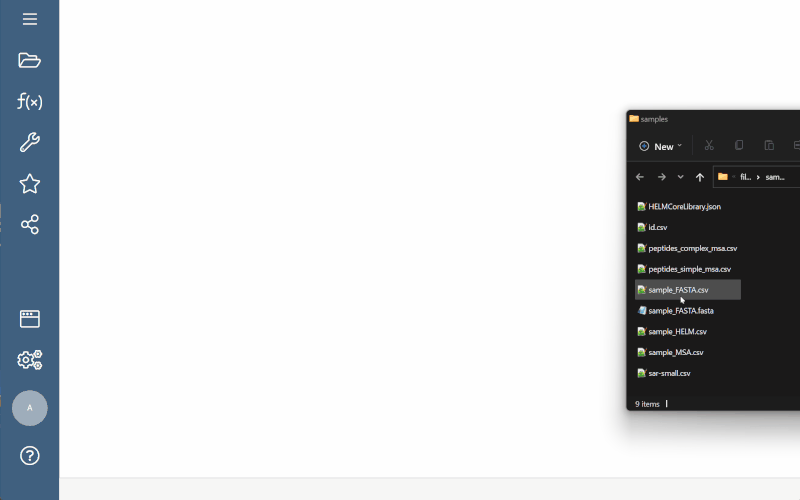 f(x)
A
samples
New
fil... > sam...
HELMCoreLibrary.json
id.csv
peptides_complex_msa.csv
peptides_simple_msa.csv
sample_FASTA.csv
sample_FASTA.fasta
sample_HELM.csv
sample_MSA.csv
sar-small.csv
9 items